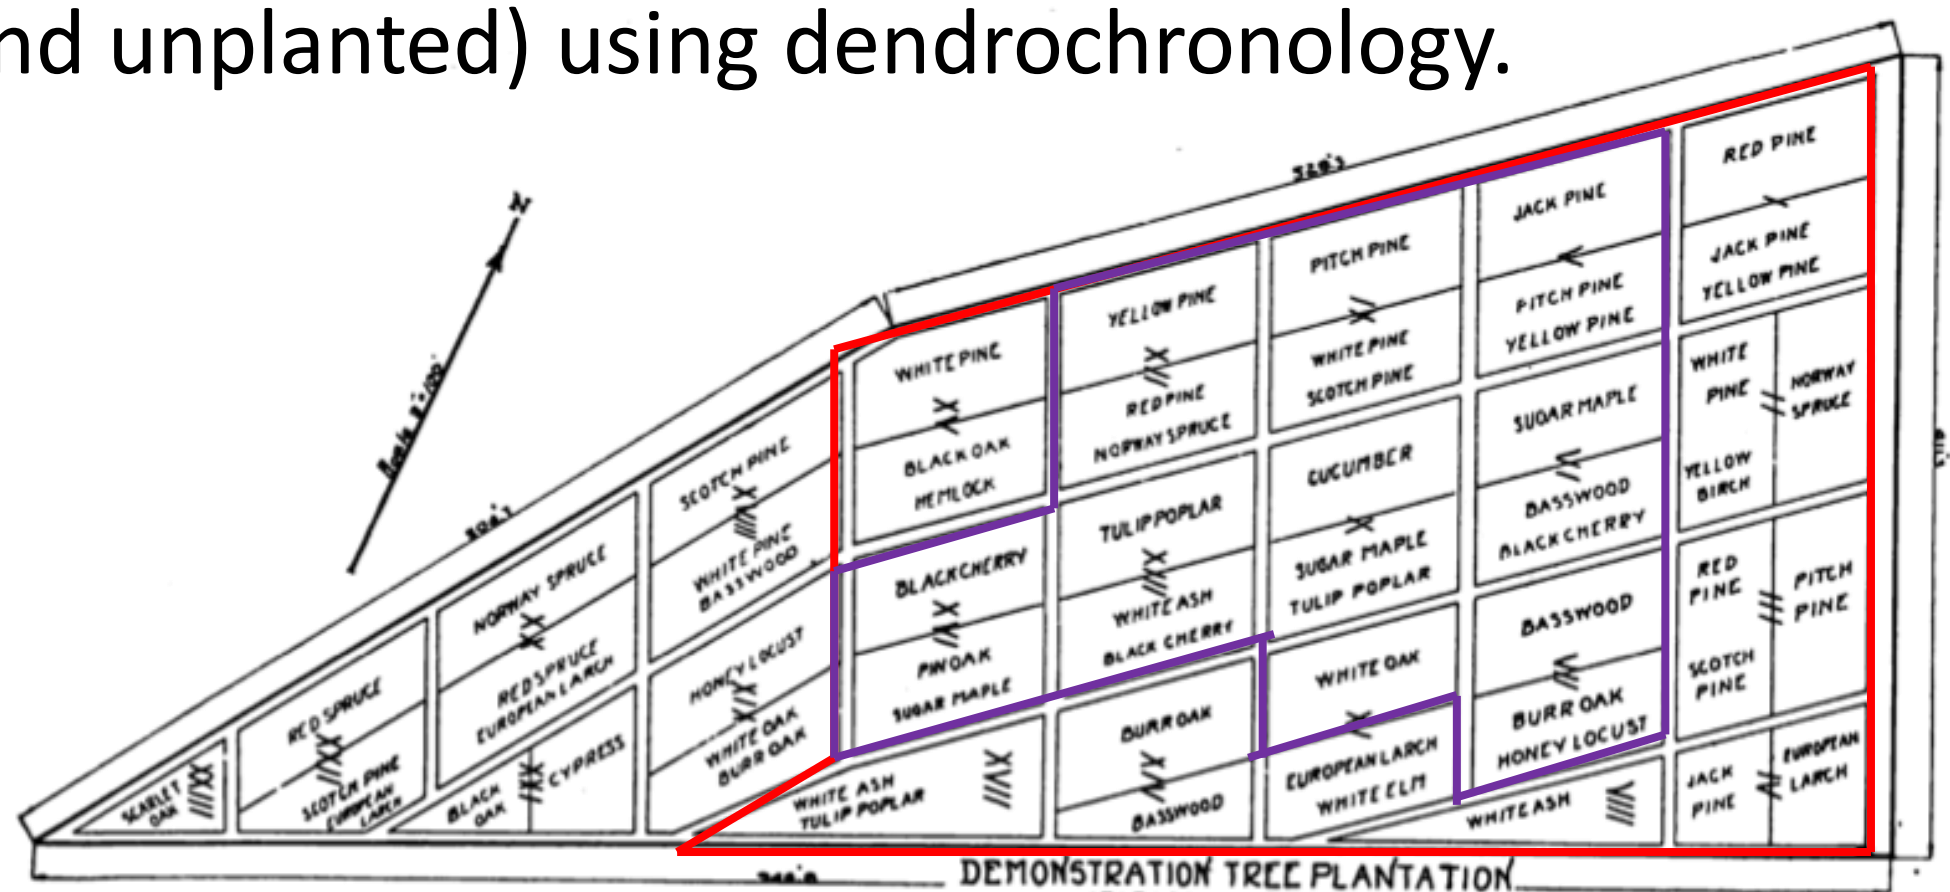 nd unplanted) using dendrochronology.
N
RED PINE
JACK PINE
YELLOW PINE
JACK PINE
PITCH PINE
YELLOW PINE
PITCH PINE
WHITE PINE
SCOTCH PINE
YELLOW PINE
RED PINE
NORWAY SPRUCE
WHITE PINE
BLACK OAK
HEMLOCK
WHITE
PINE
YELLOW
BIRCH
NORWAY
SPRUCE
SUGAR MAPLE
BASSWOOD
BLACK CHERRY
CUCUMBER
SUGAR MAPLE
TULIP POPLAR
TULIP POPLAR
WHITE ASH
BLACK CHERRY
BLACK CHERRY
PIN OAK
SUGAR MAPLE
SCOTCH PINE
WHITE PINE
BASSWOOD
NORWAY SPRUCE
RED SPRUCE
EUROPEAN LARCH
RED SPRUCE
SCOTCH PINE
EUROPEAN
LARCH
SCARLET
OAK
BLACK
OAK
CYPRESS
HONEY LOCUST
WHITE OAK
BURR OAK
RED
PINE
SCOTCH
PINE
PITCH
PINE
BASSWOOD
BURR OAK
HONEY LOCUST
WHITE OAK
EUROPEAN LARCH
WHITE ELM
BURR OAK
BASSWOOD
WHITE ASH
TULIP POPLAR
WHITE ASH
JACK
PINE
EUROPEAN
LARCH
DEMONSTRATION TREE PLANTATION